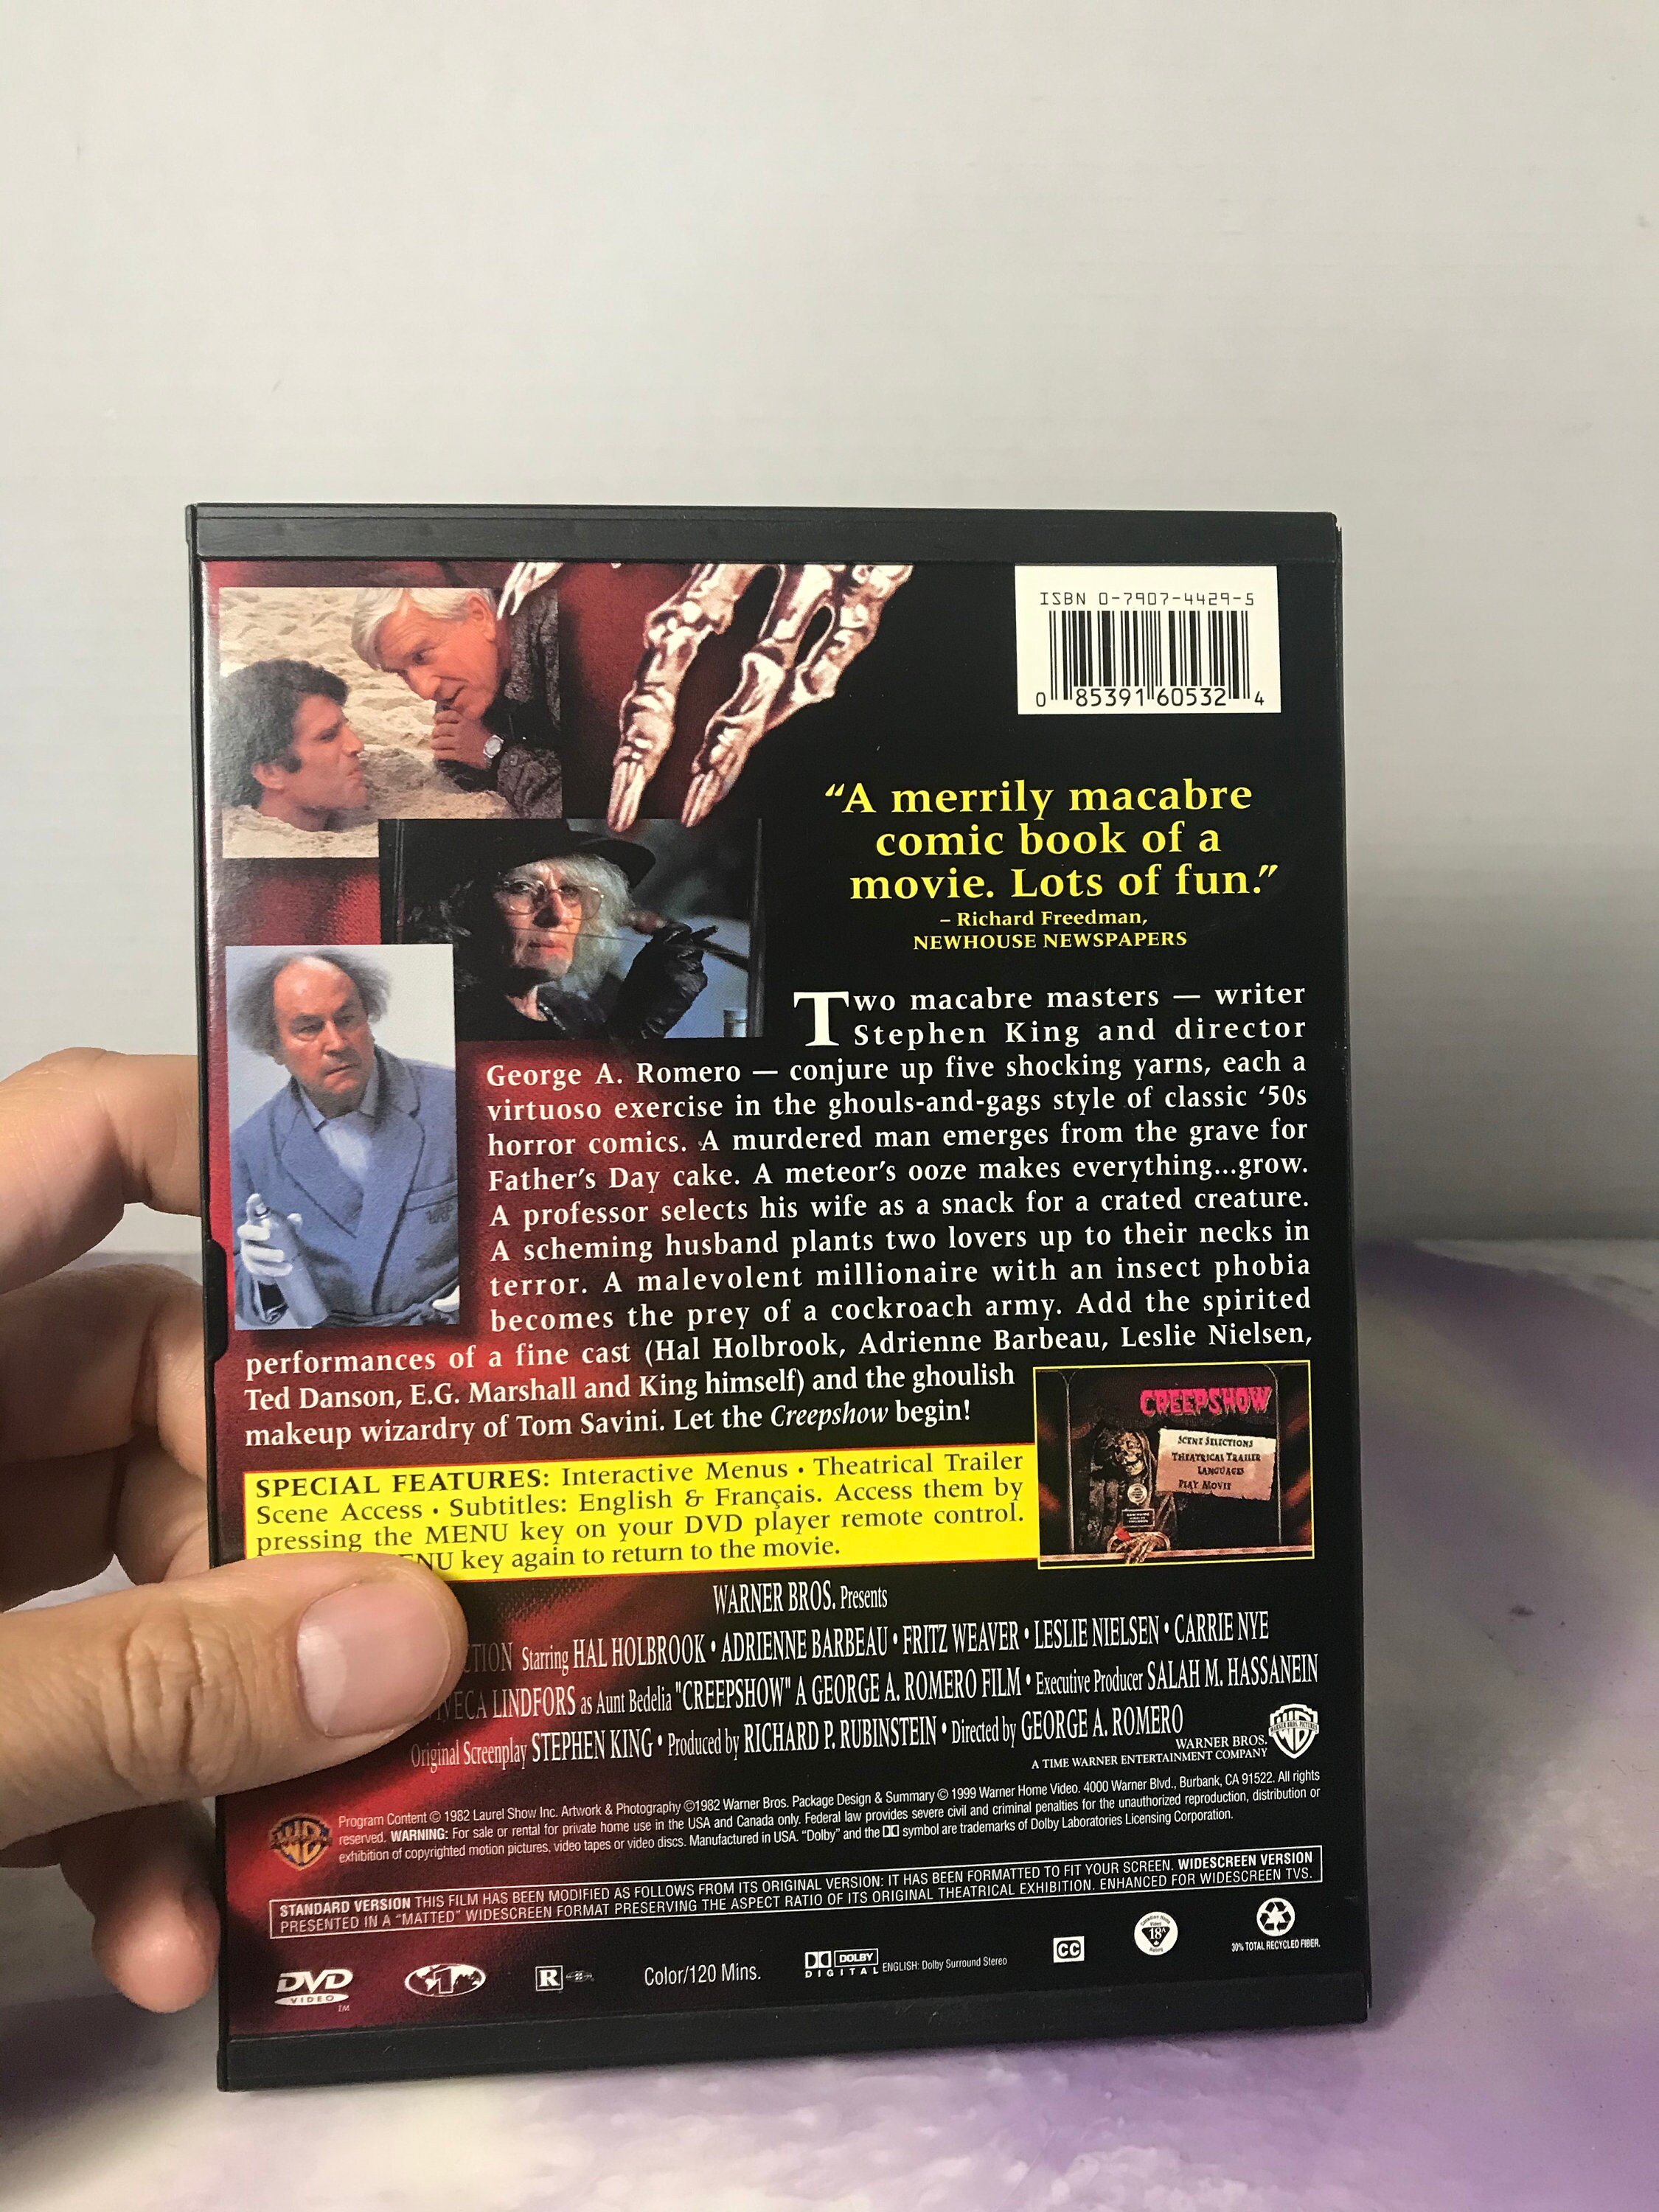 ISBN 0-7907-4429-5
0 85391 60532 4
“A merrily macabre
comic book of a
movie. Lots of fun.”
– Richard Freedman,
NEWHOUSE NEWSPAPERS
Two macabre masters — writer
Stephen King and director
George A. Romero — conjure up five shocking yarns, each a
virtuoso exercise in the ghouls-and-gags style of classic ‘50s
horror comics. A murdered man emerges from the grave for
Father’s Day cake. A meteor’s ooze makes everything...grow.
A professor selects his wife as a snack for a crated creature.
A scheming husband plants two lovers up to their necks in
terror. A malevolent millionaire with an insect phobia
becomes the prey of a cockroach army. Add the spirited
performances of a fine cast (Hal Holbrook, Adrienne Barbeau, Leslie Nielsen,
Ted Danson, E.G. Marshall and King himself) and the ghoulish
makeup wizardry of Tom Savini. Let the Creepshow begin!
CREEPSHOW
SCENE SELECTIONS
THEATRICAL TRAILER
LANGUAGES
PLAY MOVIE
SPECIAL FEATURES: Interactive Menus • Theatrical Trailer
Scene Access • Subtitles: English & Français. Access them by
pressing the MENU key on your DVD player remote control.
key again to return to the movie.
WARNER BROS. Presents
Starring HAL HOLBROOK • ADRIENNE BARBEAU • FRITZ WEAVER • LESLIE NIELSEN • CARRIE NYE
LINDFORS as Aunt Bedelia "CREEPSHOW" A GEORGE A. ROMERO FILM • Executive Producer SALAH M. HASSANEIN
Original Screenplay STEPHEN KING • Produced by RICHARD P. RUBINSTEIN • Directed by GEORGE A. ROMERO
WARNER BROS.
A TIME WARNER ENTERTAINMENT COMPANY
Program Content © 1982 Laurel Show Inc. Artwork & Photography ©1982 Warner Bros. Package Design & Summary © 1999 Warner Home Video. 4000 Warner Blvd., Burbank, CA 91522. All rights
reserved. WARNING: For sale or rental for private home use in the USA and Canada only. Federal law provides severe civil and criminal penalties for the unauthorized reproduction, distribution or
exhibition of copyrighted motion pictures, video tapes or video discs. Manufactured in USA. “Dolby” and the symbol are trademarks of Dolby Laboratories Licensing Corporation.
STANDARD VERSION THIS FILM HAS BEEN MODIFIED AS FOLLOWS FROM ITS ORIGINAL VERSION: IT HAS BEEN FORMATTED TO FIT YOUR SCREEN. WIDESCREEN VERSION
PRESENTED IN A “MATTED” WIDESCREEN FORMAT PRESERVING THE ASPECT RATIO OF ITS ORIGINAL THEATRICAL EXHIBITION. ENHANCED FOR WIDESCREEN TVS.
DVD VIDEO TM
1
R
Color/120 Mins.
DOLBY DIGITAL ENGLISH: Dolby Surround Stereo
CC
18A
30% TOTAL RECYCLED FIBER.